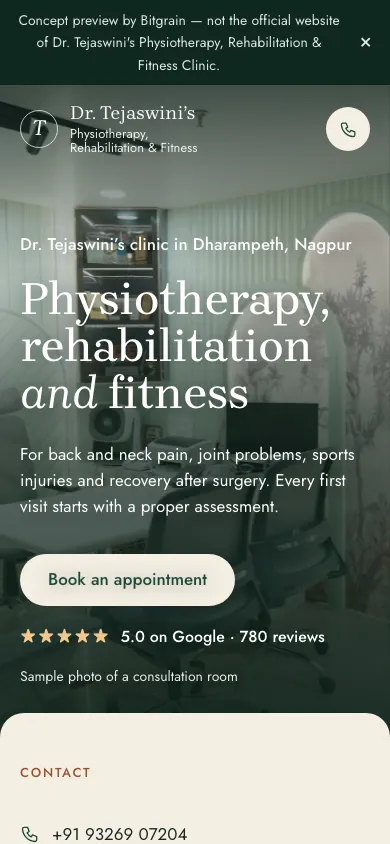 Concept preview by Bitgrain — not the official website
of Dr. Tejaswini's Physiotherapy, Rehabilitation &
Fitness Clinic.
×
T
Dr. Tejaswini's
Physiotherapy,
Rehabilitation & Fitness
Dr. Tejaswini's clinic in Dharampeth, Nagpur
Physiotherapy,
rehabilitation
and fitness
For back and neck pain, joint problems, sports
injuries and recovery after surgery. Every first
visit starts with a proper assessment.
Book an appointment
5.0 on Google · 780 reviews
Sample photo of a consultation room
CONTACT
+91 93269 07204